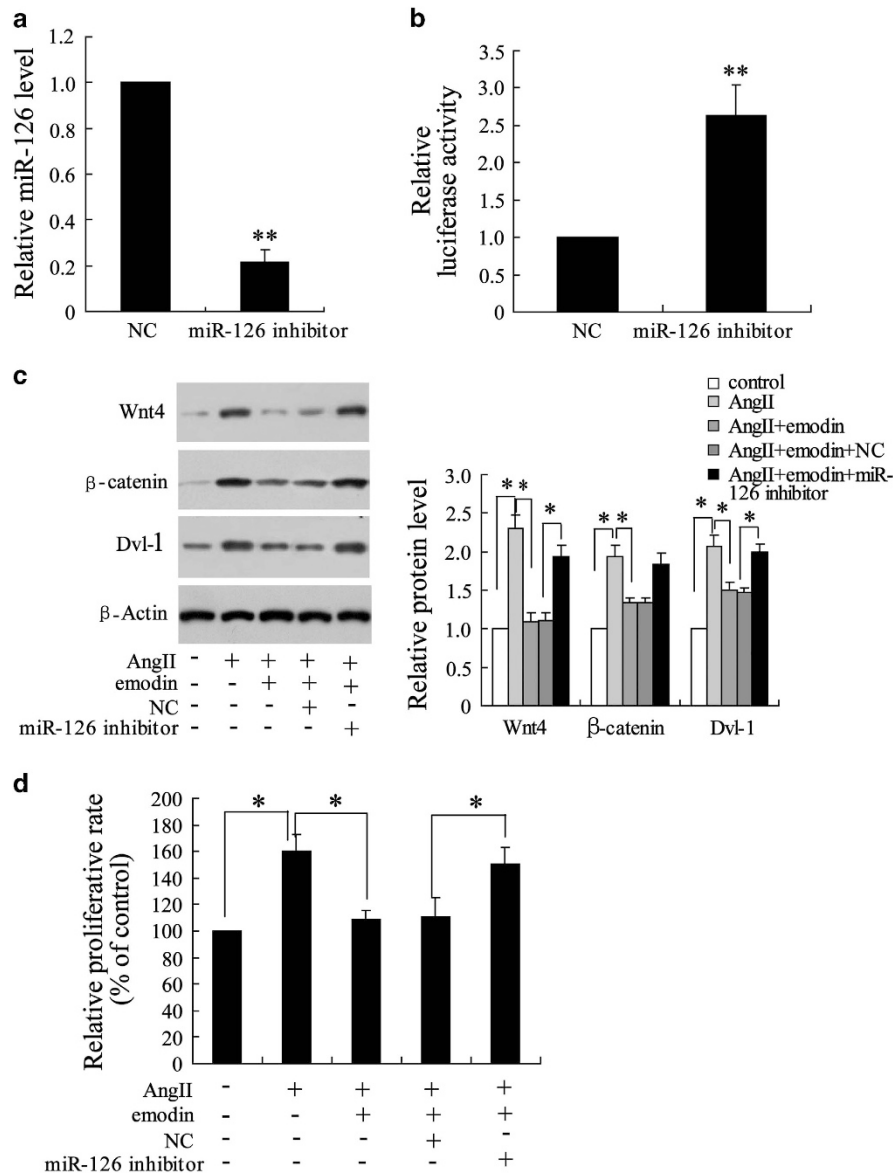 a
Relative miR-126 level
1.2
1.0
0.8
0.6
0.4
0.2
0
**
NC
miR-126 inhibitor
b
Relative
luciferase activity
3.5
3.0
2.5
2.0
1.5
1.0
0.5
0
**
NC
miR-126 inhibitor
c
Wnt4
β-catenin
Dvl-1
β-Actin
AngII - + + + +
emodin - - + + +
NC - - - + -
miR-126 inhibitor - - - - +
control
AngII
AngII+emodin
AngII+emodin+NC
AngII+emodin+miR-
126 inhibitor
Relative protein level
3.0
2.5
2.0
1.5
1.0
0.5
0
* * *
* *
* * *
Wnt4 β-catenin Dvl-1
d
Relative proliferative rate
(% of control)
200
180
160
140
120
100
80
60
40
20
0
* * *
AngII - + + + +
emodin - - + + +
NC - - - + -
miR-126 inhibitor - - - - +